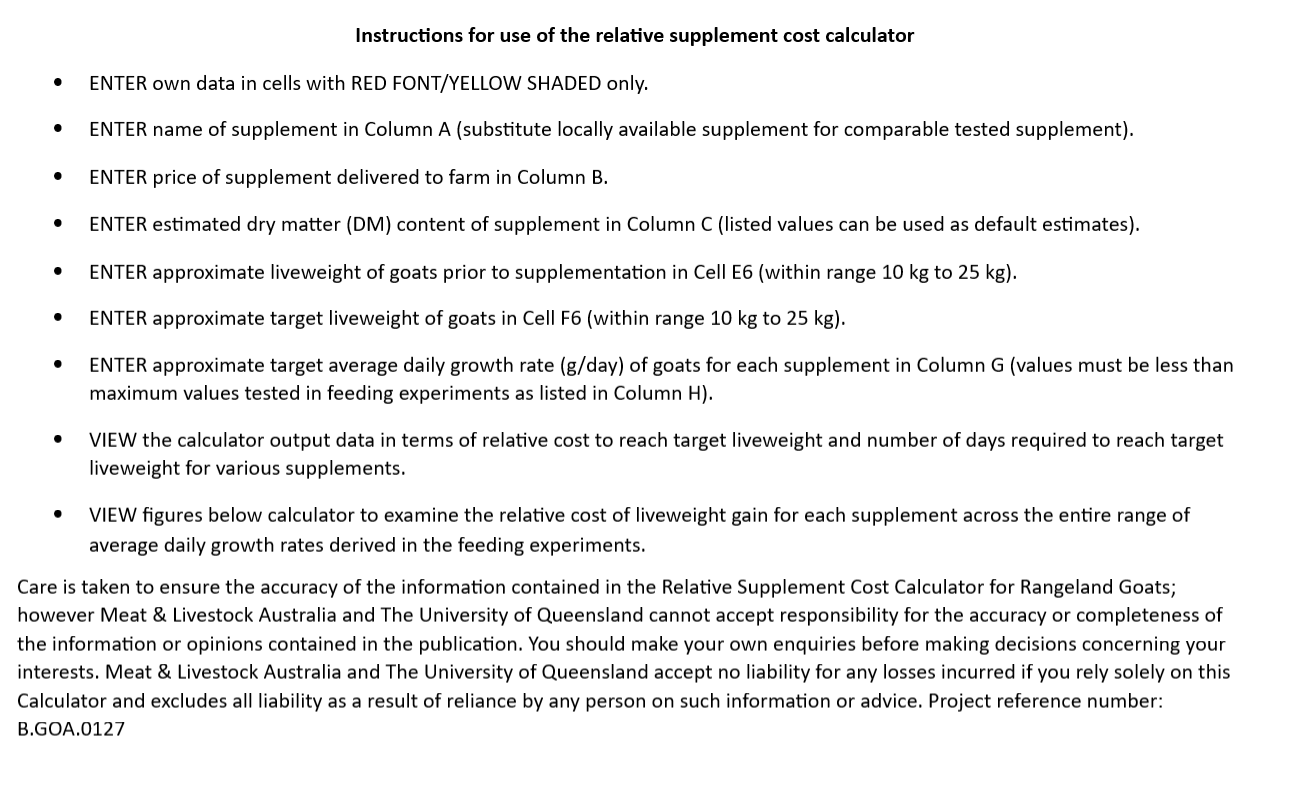 Instructions for use of the relative supplement cost calculator
• ENTER own data in cells with RED FONT/YELLOW SHADED only.
• ENTER name of supplement in Column A (substitute locally available supplement for comparable tested supplement).
• ENTER price of supplement delivered to farm in Column B.
• ENTER estimated dry matter (DM) content of supplement in Column C (listed values can be used as default estimates).
• ENTER approximate liveweight of goats prior to supplementation in Cell E6 (within range 10 kg to 25 kg).
• ENTER approximate target liveweight of goats in Cell F6 (within range 10 kg to 25 kg).
• ENTER approximate target average daily growth rate (g/day) of goats for each supplement in Column G (values must be less than
maximum values tested in feeding experiments as listed in Column H).
• VIEW the calculator output data in terms of relative cost to reach target liveweight and number of days required to reach target
liveweight for various supplements.
• VIEW figures below calculator to examine the relative cost of liveweight gain for each supplement across the entire range of
average daily growth rates derived in the feeding experiments.
Care is taken to ensure the accuracy of the information contained in the Relative Supplement Cost Calculator for Rangeland Goats;
however Meat & Livestock Australia and The University of Queensland cannot accept responsibility for the accuracy or completeness of
the information or opinions contained in the publication. You should make your own enquiries before making decisions concerning your
interests. Meat & Livestock Australia and The University of Queensland accept no liability for any losses incurred if you rely solely on this
Calculator and excludes all liability as a result of reliance by any person on such information or advice. Project reference number:
B.GOA.0127